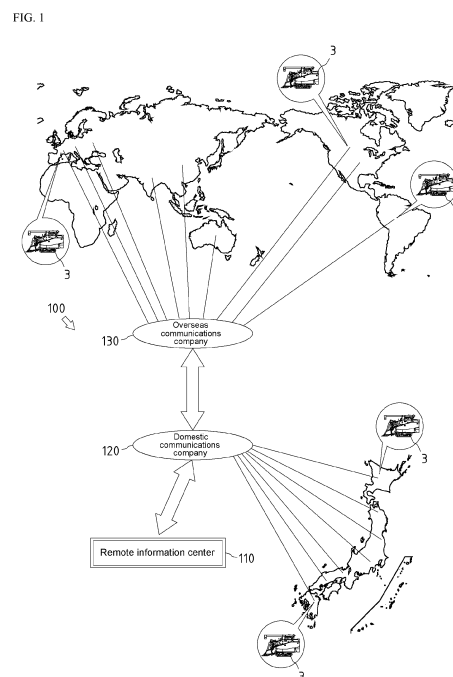 FIG. 1
3
3
100
130
Overseas
communications
company
120
Domestic
communications
company
3
Remote information center
110
3